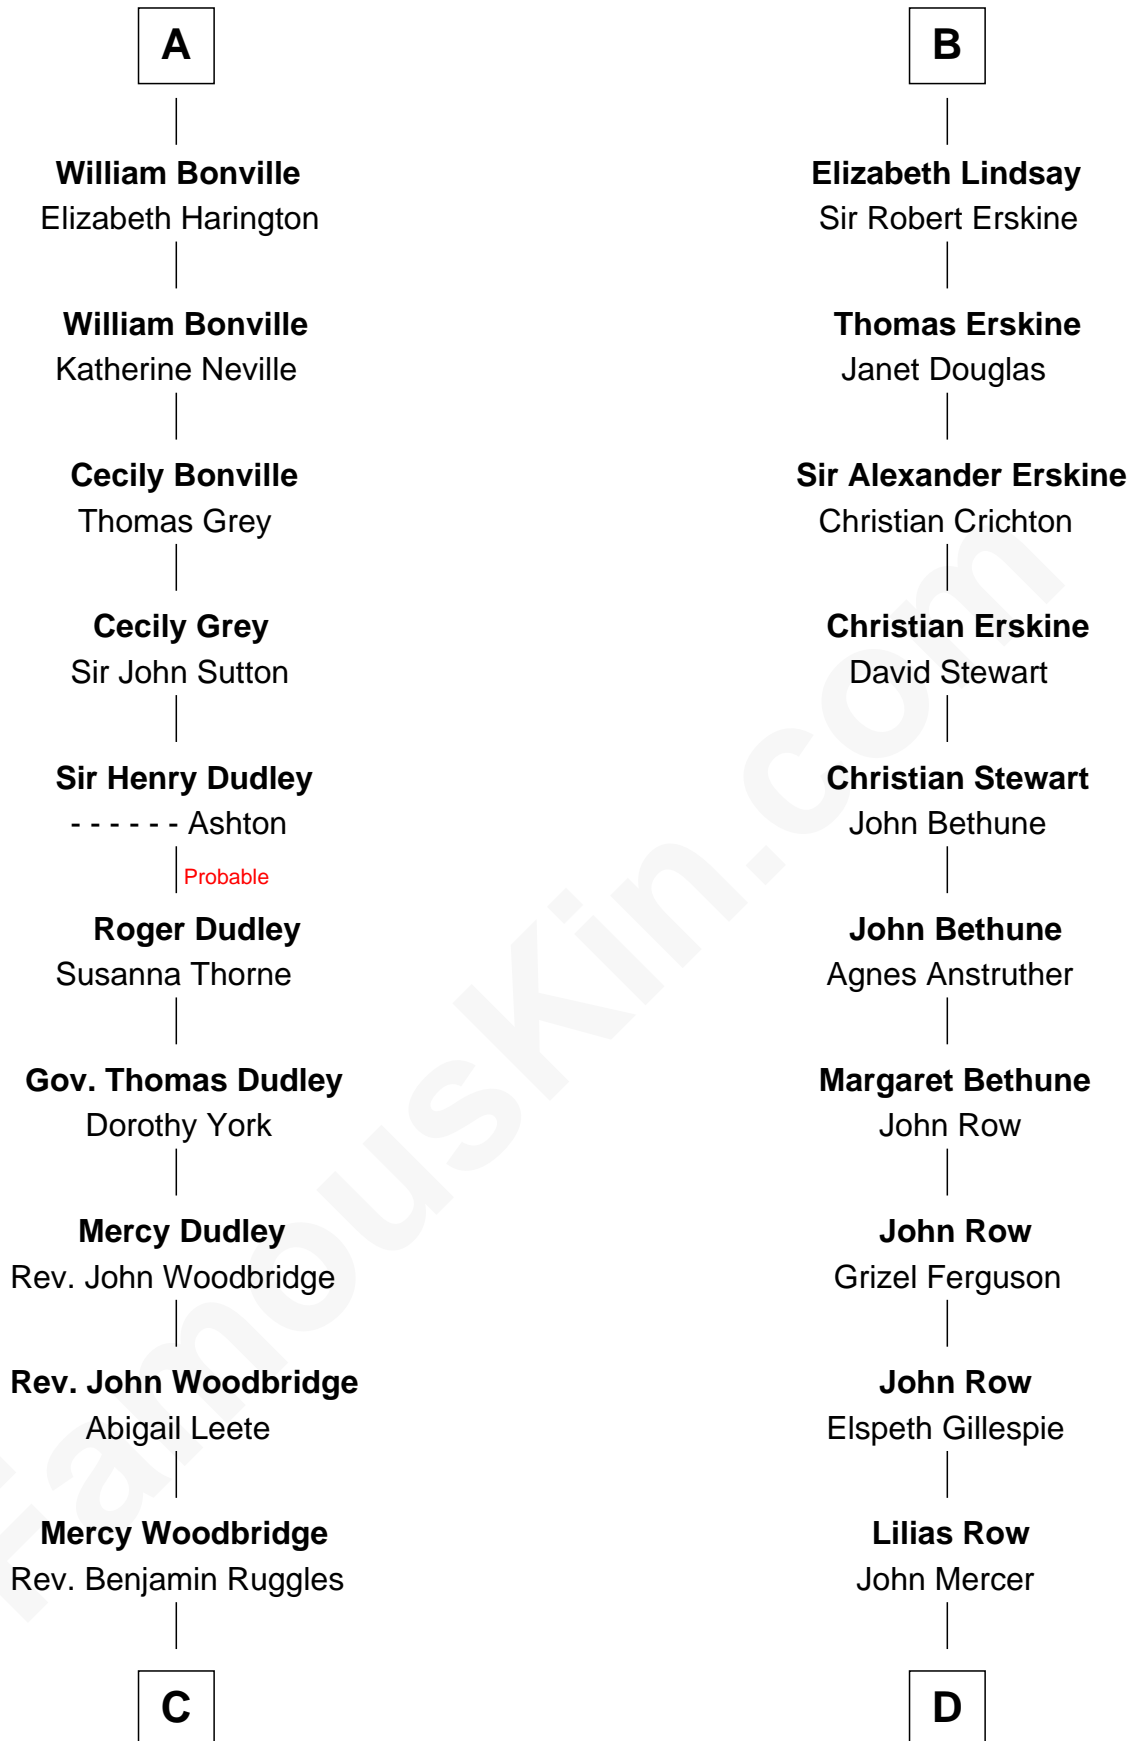 A
William Bonville
Elizabeth Harington
William Bonville
Katherine Neville
Cecily Bonville
Thomas Grey
Cecily Grey
Sir John Sutton
Sir Henry Dudley
- - - - - - Ashton
Probable
Roger Dudley
Susanna Thorne
Gov. Thomas Dudley
Dorothy York
Mercy Dudley
Rev. John Woodbridge
Rev. John Woodbridge
Abigail Leete
Mercy Woodbridge
Rev. Benjamin Ruggles
C
B
Elizabeth Lindsay
Sir Robert Erskine
Thomas Erskine
Janet Douglas
Sir Alexander Erskine
Christian Crichton
Christian Erskine
David Stewart
Christian Stewart
John Bethune
John Bethune
Agnes Anstruther
Margaret Bethune
John Row
John Row
Grizel Ferguson
John Row
Elspeth Gillespie
Lilias Row
John Mercer
D
FamousKin.com